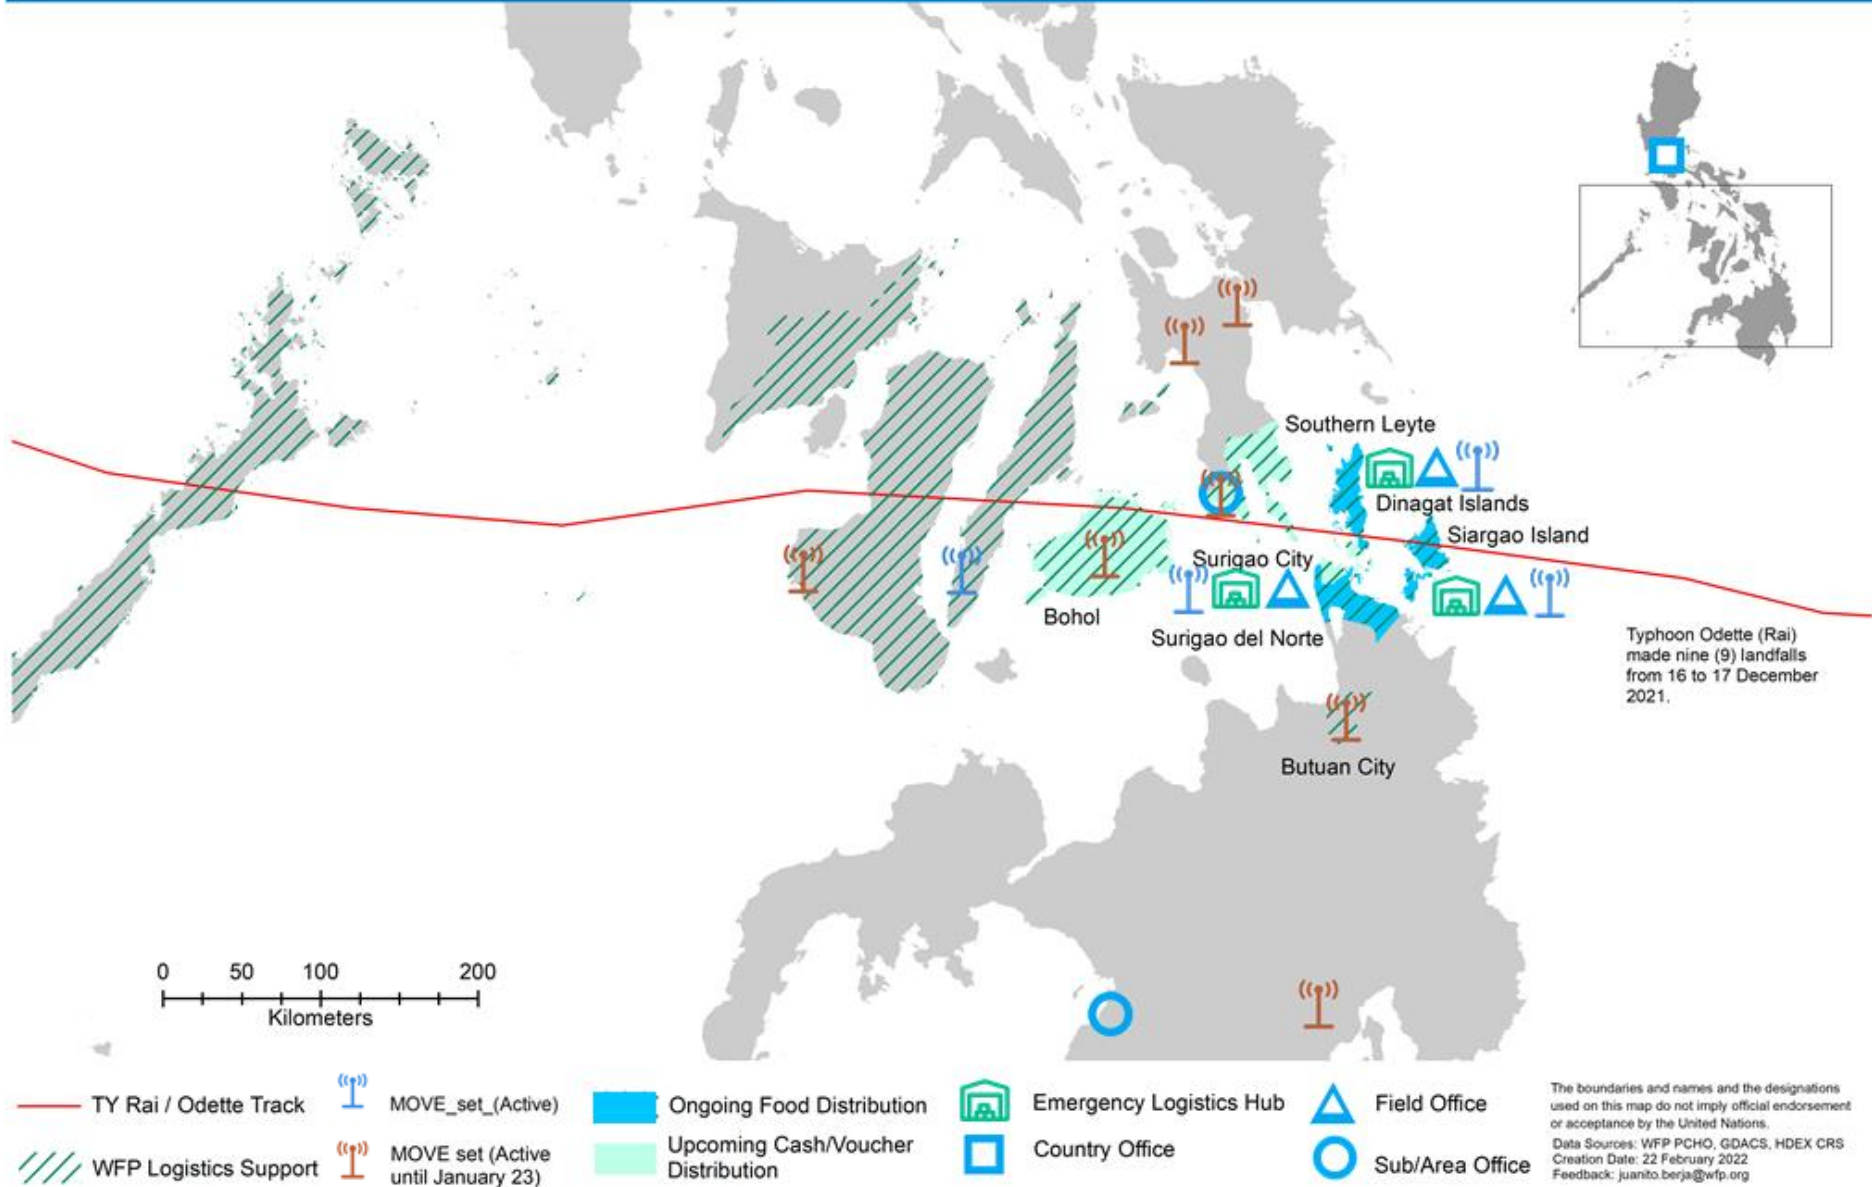 Southern Leyte
Dinagat Islands
Siargao Island
Surigao City
Bohol
Surigao del Norte
Typhoon Odette (Rai)
made nine (9) landfalls
from 16 to 17 December
2021.
Butuan City
0 50 100 200
Kilometers
TY Rai / Odette Track
WFP Logistics Support
MOVE_set_(Active)
MOVE set (Active
until January 23)
Ongoing Food Distribution
Upcoming Cash/Voucher
Distribution
Emergency Logistics Hub
Country Office
Field Office
Sub/Area Office
The boundaries and names and the designations
used on this map do not imply official endorsement
or acceptance by the United Nations.
Data Sources: WFP PCHO, GDACS, HDEX CRS
Creation Date: 22 February 2022
Feedback: juanito.berja@wfp.org